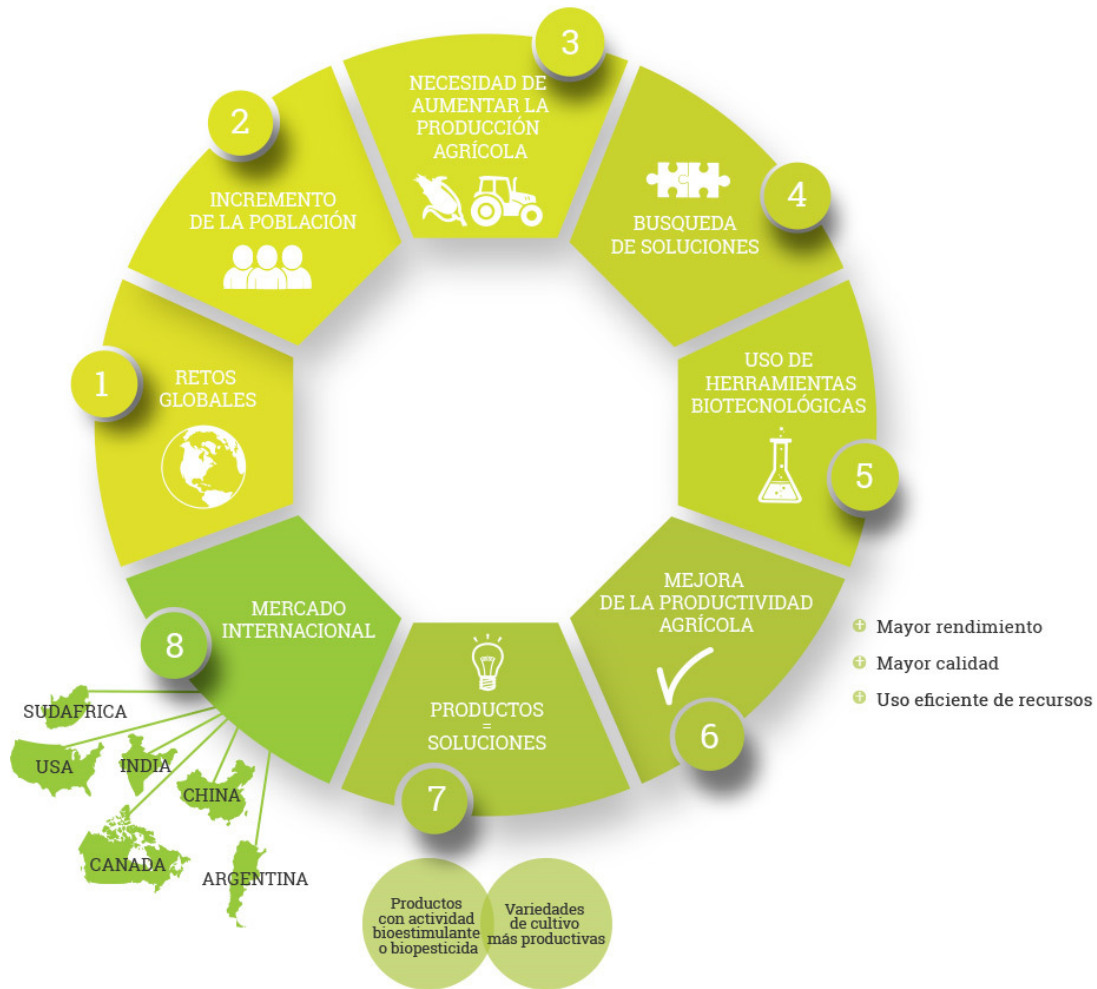 1
RETOS
GLOBALES
2
INCREMENTO
DE LA POBLACIÓN
3
NECESIDAD DE
AUMENTAR LA
PRODUCCIÓN
AGRÍCOLA
4
BUSQUEDA
DE SOLUCIONES
5
USO DE
HERRAMIENTAS
BIOTECNOLÓGICAS
6
MEJORA
DE LA PRODUCTIVIDAD
AGRÍCOLA
Mayor rendimiento
Mayor calidad
Uso eficiente de recursos
7
PRODUCTOS
=
SOLUCIONES
Productos
con actividad
bioestimulante
o biopesticida
Variedades
de cultivo
más productivas
8
MERCADO
INTERNACIONAL
SUDAFRICA
USA
INDIA
CHINA
CANADA
ARGENTINA